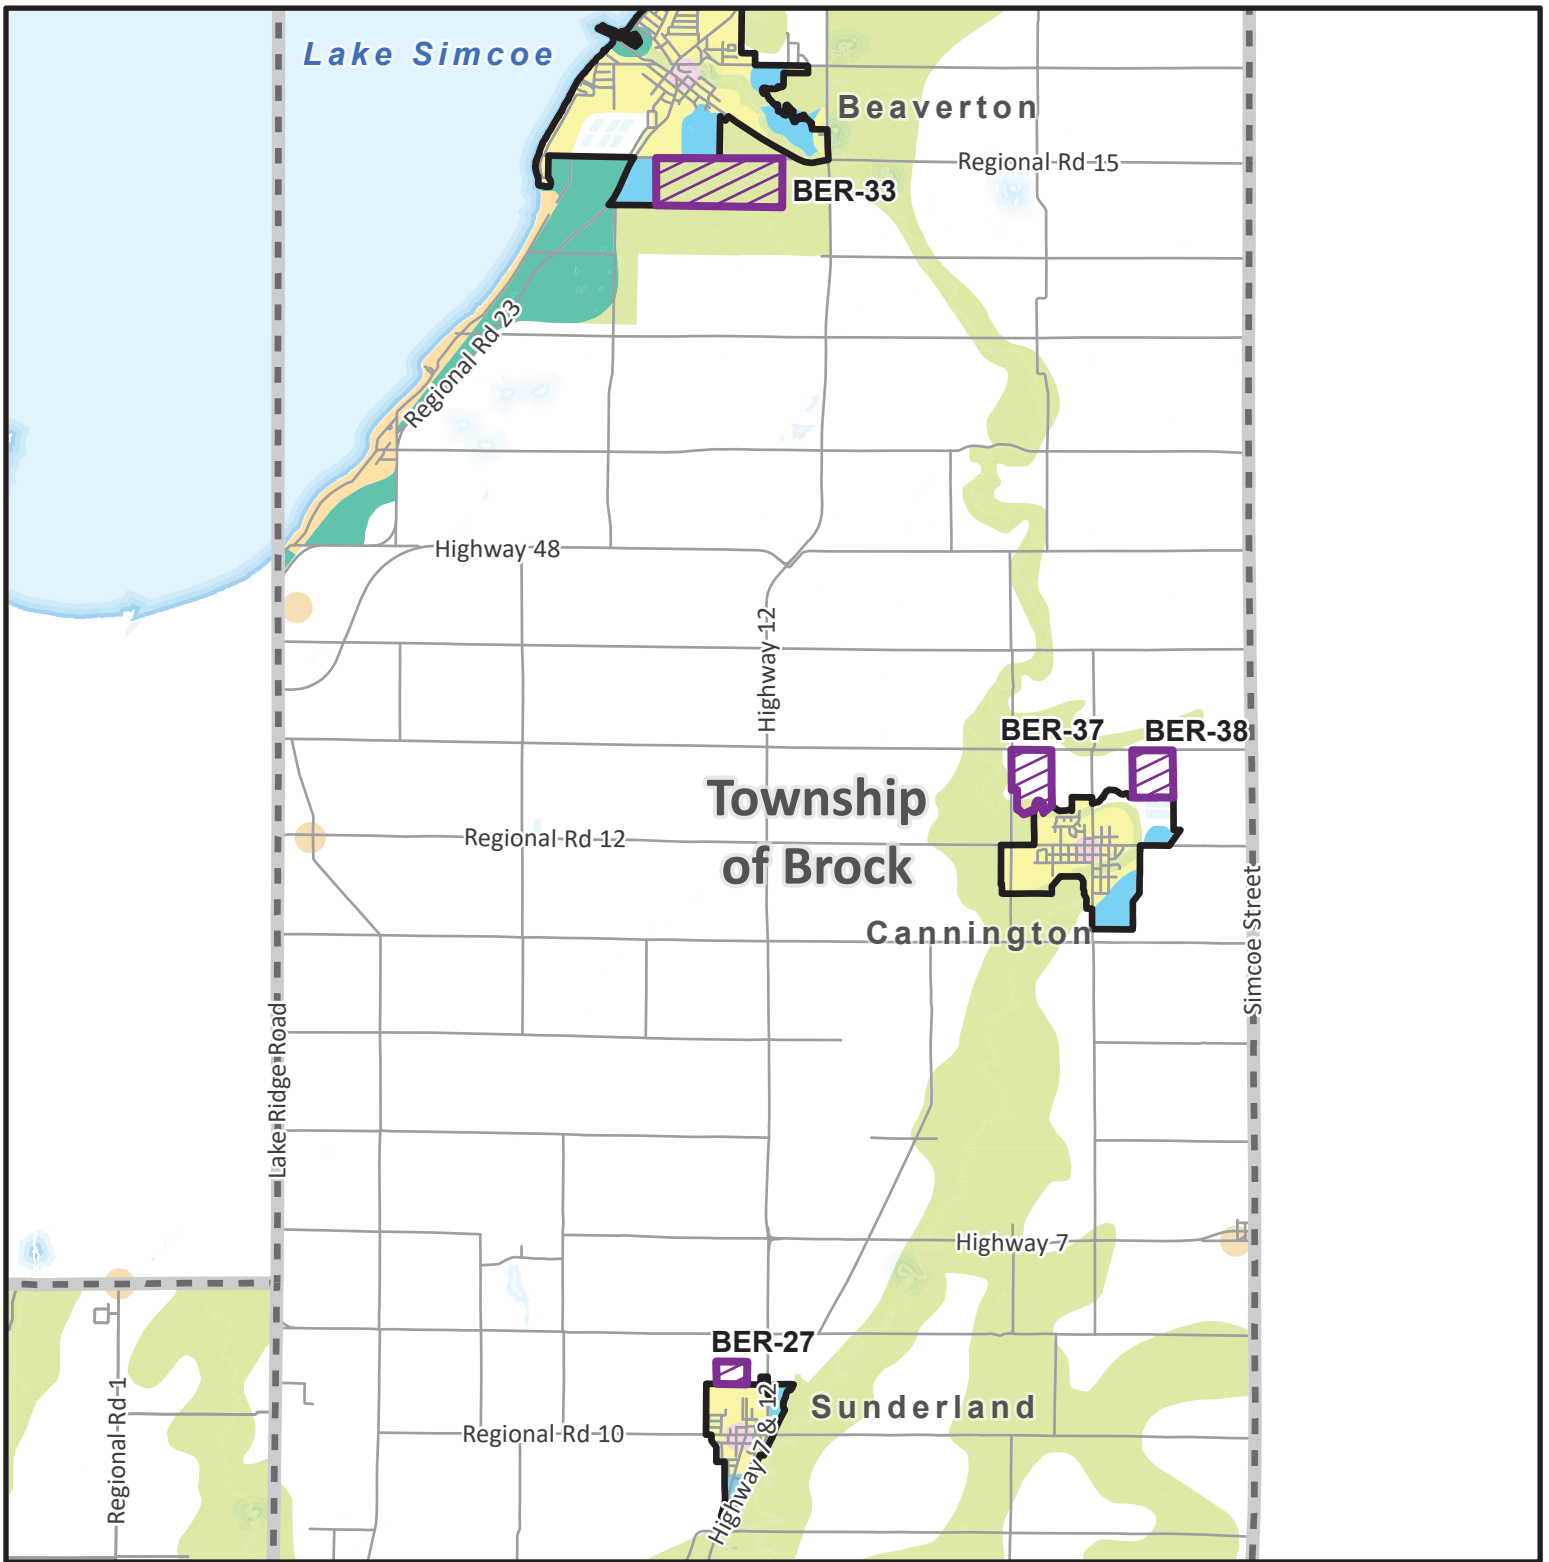 Lake Simcoe
Beaverton
Regional Rd 15
BER-33
Regional Rd 23
Highway 48
Highway 12
BER-37
BER-38
Township
of Brock
Regional Rd 12
Cannington
Simcoe Street
Lake Ridge Road
Highway 7
BER-27
Sunderland
Regional Rd 1
Regional Rd 10
Highway 7 & 12